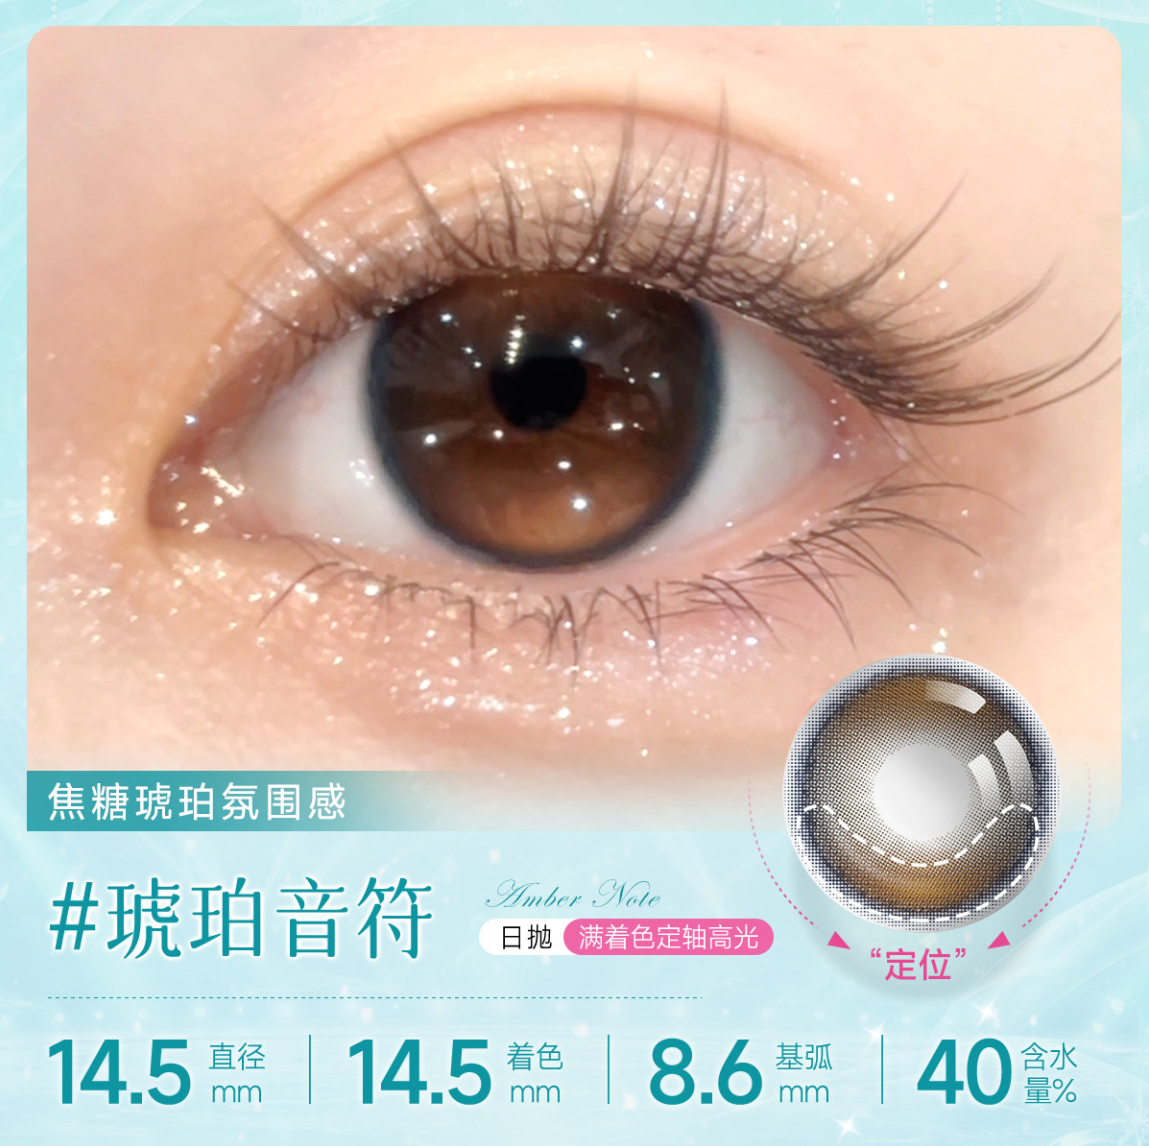 焦糖琥珀氛围感
#琥珀音符
Amber Note
日抛 满着色定轴高光
“定位”
14.5 直径 mm
14.5 着色 mm
8.6 基弧 mm
40 含水量%